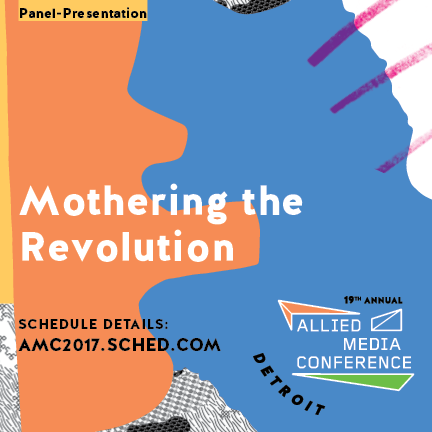 Panel-Presentation
Mothering the
Revolution
SCHEDULE DETAILS:
AMC2017.SCHED.COM
19TH ANNUAL
ALLIED
MEDIA
CONFERENCE
DETROIT